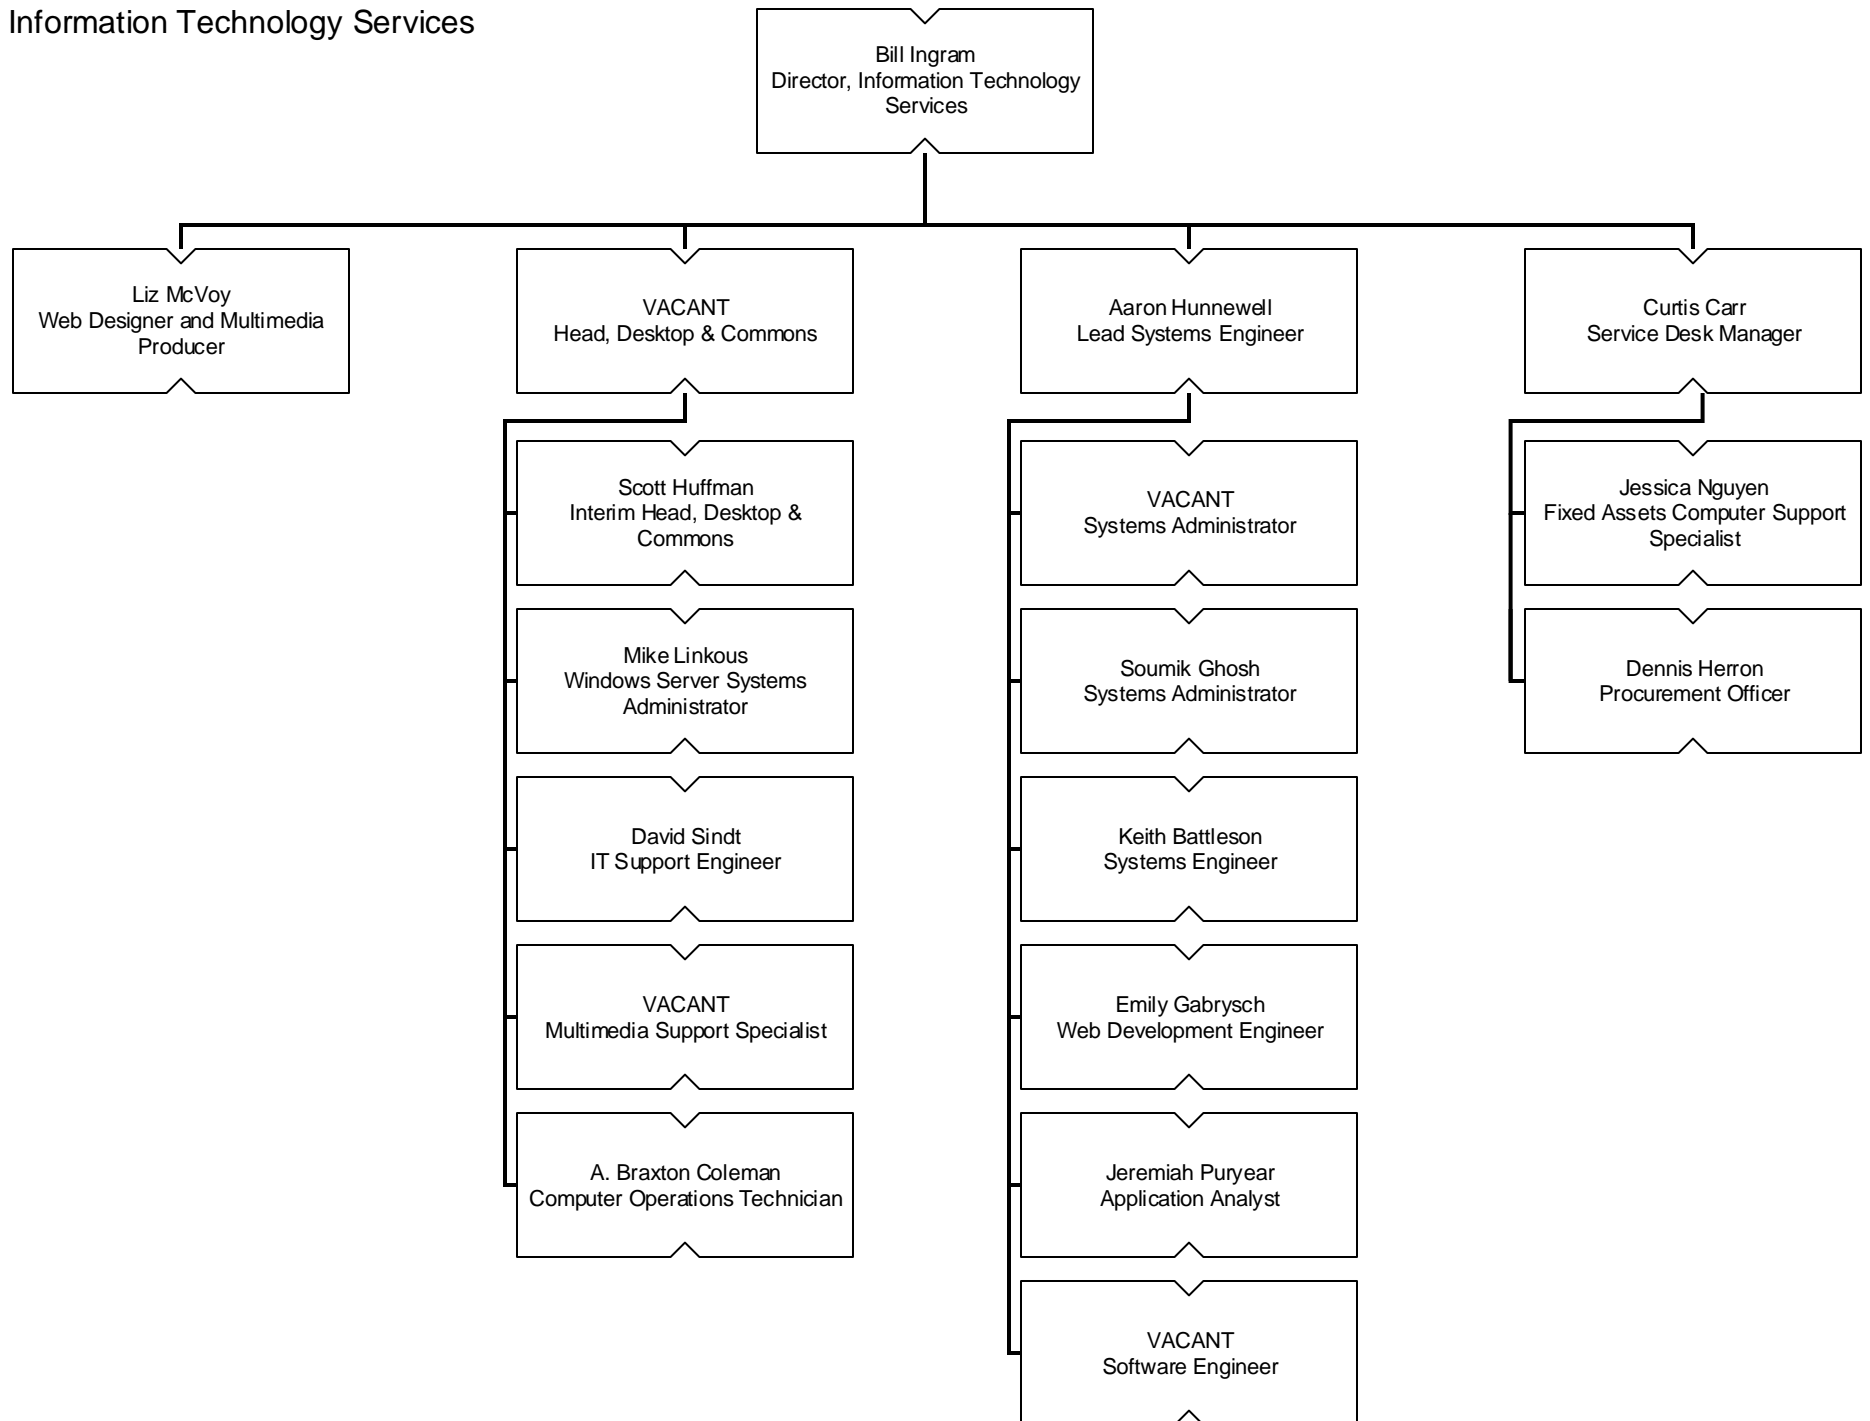 Information Technology Services
Bill Ingram
Director, Information Technology
Services
Liz McVoy
Web Designer and Multimedia
Producer
VACANT
Head, Desktop & Commons
Aaron Hunnewell
Lead Systems Engineer
Curtis Carr
Service Desk Manager
Scott Huffman
Interim Head, Desktop &
Commons
Mike Linkous
Windows Server Systems
Administrator
David Sindt
IT Support Engineer
VACANT
Multimedia Support Specialist
A. Braxton Coleman
Computer Operations Technician
VACANT
Systems Administrator
Soumik Ghosh
Systems Administrator
Keith Battleson
Systems Engineer
Emily Gabrysch
Web Development Engineer
Jeremiah Puryear
Application Analyst
VACANT
Software Engineer
Jessica Nguyen
Fixed Assets Computer Support
Specialist
Dennis Herron
Procurement Officer